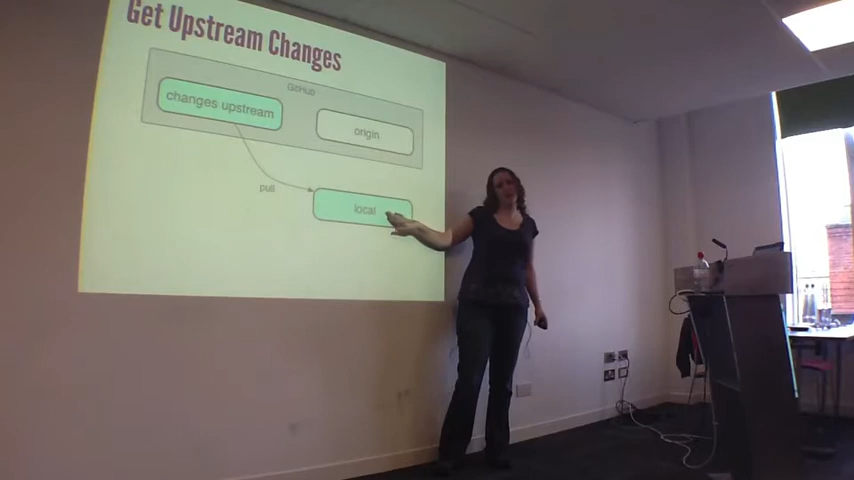 Get Upstream Changes
GitHub
changes upstream
origin
pull
local